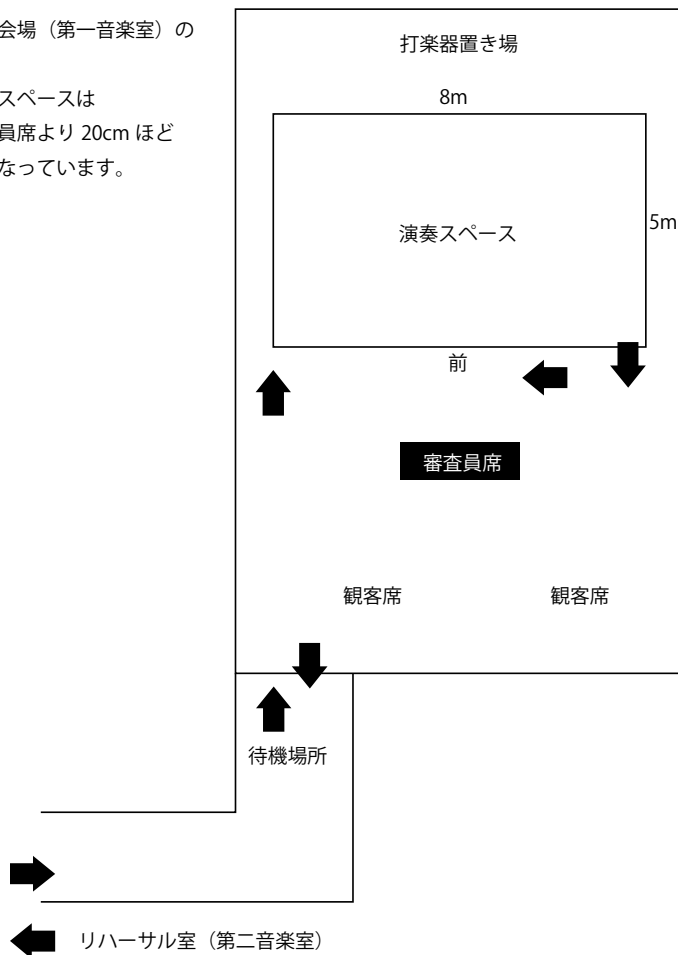 会場（第一音楽室）の
スペースは
員席より 20cm ほど
なっています。
打楽器置き場
8m
演奏スペース
5m
前
審査員席
観客席
観客席
待機場所
リハーサル室（第二音楽室）